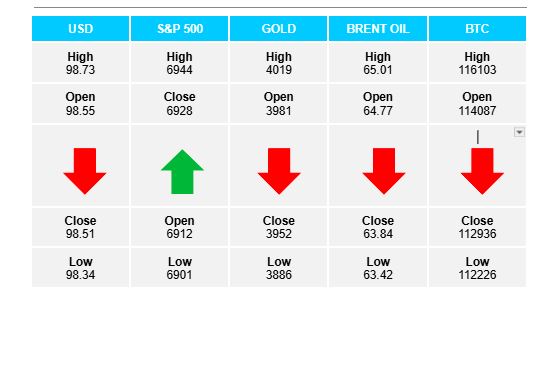 USD S&P 500 GOLD BRENT OIL BTC
High High High High High
98.73 6944 4019 65.01 116103
Open Close Open Open Open
98.55 6928 3981 64.77 114087
Close Open Close Close Close
98.51 6912 3952 63.84 112936
Low Low Low Low Low
98.34 6901 3886 63.42 112226